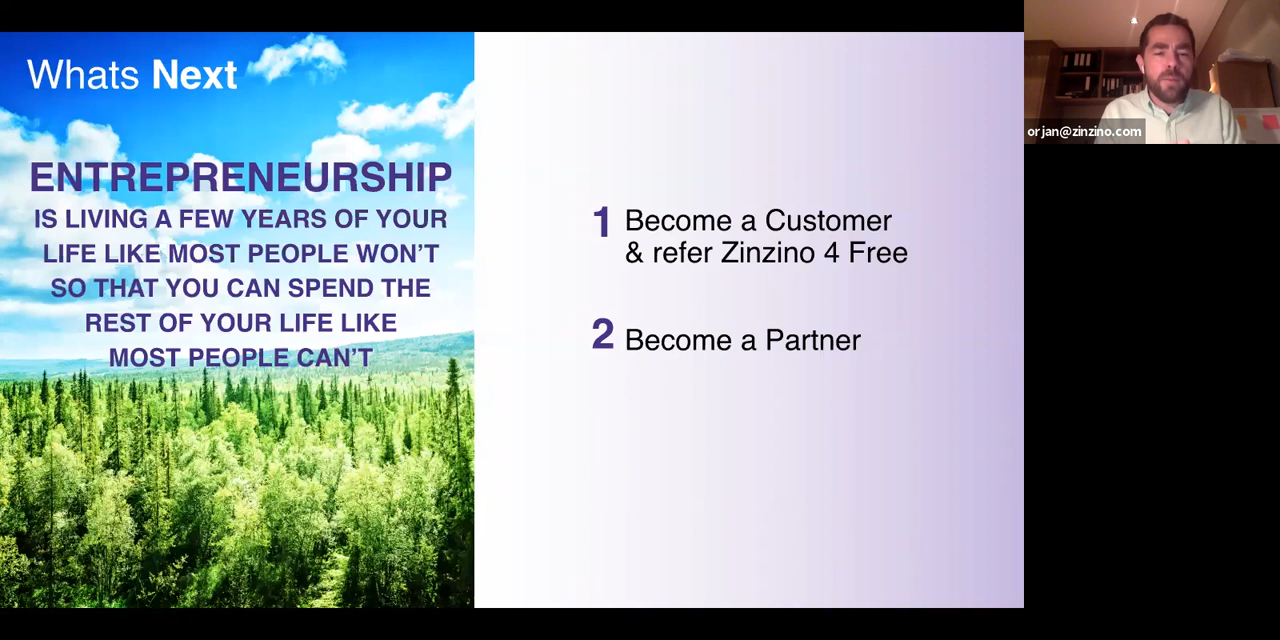 Whats Next
ENTREPRENEURSHIP
IS LIVING A FEW YEARS OF YOUR
LIFE LIKE MOST PEOPLE WON’T
SO THAT YOU CAN SPEND THE
REST OF YOUR LIFE LIKE
MOST PEOPLE CAN’T
1 Become a Customer
& refer Zinzino 4 Free
2 Become a Partner
orjan@zinzino.com